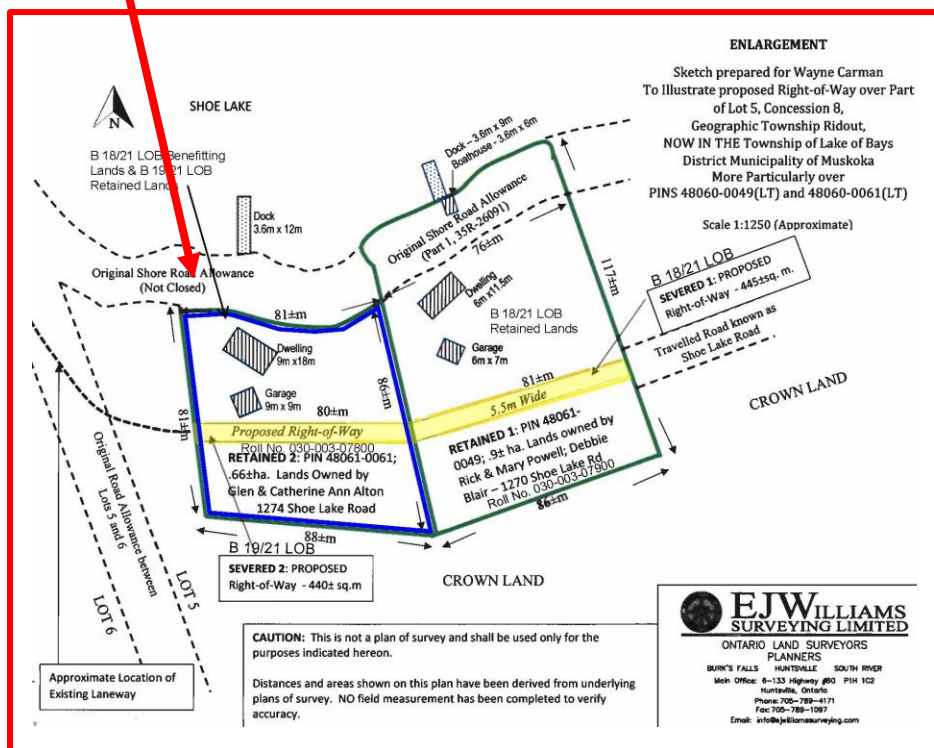 ENLARGEMENT
Sketch prepared for Wayne Carman
To Illustrate proposed Right-of-Way over Part
of Lot 5, Concession 8,
Geographic Township Ridout,
NOW IN THE Township of Lake of Bays
District Municipality of Muskoka
More Particularly over
PINS 48060-0049(LT) and 48060-0061(LT)
Scale 1:1250 (Approximate)
N
SHOE LAKE
B 18/21 LOB Benefitting
Lands & B 19/21 LOB
Retained Lands
Dock
3.6m x 12m
Dock – 3.6m x 9m
Boathouse - 3.6m x 6m
Original Shore Road Allowance
(Part 1, 35R-26091)
76±m
Original Shore Road Allowance
(Not Closed)
81±m
Dwelling
9m x18m
Garage
9m x 9m
81±m
86±m
80±m
Proposed Right-of-Way
Roll No. 030-003-07800
RETAINED 2: PIN 48061-0061;
.66±ha. Lands Owned by
Glen & Catherine Ann Alton
1274 Shoe Lake Road
88±m
B 19/21 LOB
SEVERED 2: PROPOSED
Right-of-Way - 440± sq.m
Dwelling
6m x11.5m
B 18/21 LOB
Retained Lands
Garage
6m x 7m
117±m
81±m
5.5m Wide
RETAINED 1: PIN 48061-
0049; .9± ha. Lands owned by
Rick & Mary Powell; Debbie
Blair – 1270 Shoe Lake Rd
Roll No. 030-003-07900
86±m
B 18/21 LOB
SEVERED 1: PROPOSED
Right-of-Way - 445±sq. m.
Travelled Road known as
Shoe Lake Road
CROWN LAND
CROWN LAND
Original Road Allowance between
Lots 5 and 6
LOT 5
LOT 6
Approximate Location of
Existing Laneway
CAUTION: This is not a plan of survey and shall be used only for the
purposes indicated hereon.
Distances and areas shown on this plan have been derived from underlying
plans of survey. NO field measurement has been completed to verify
accuracy.
EJWILLIAMS
SURVEYING LIMITED
ONTARIO LAND SURVEYORS
PLANNERS
BURK'S FALLS HUNTSVILLE SOUTH RIVER
Main Office: 6-133 Highway #60 P1H 1C2
Huntsville, Ontario
Phone: 705-789-4171
Fax: 705-789-1097
Email: info@ejwilliamssurveying.com